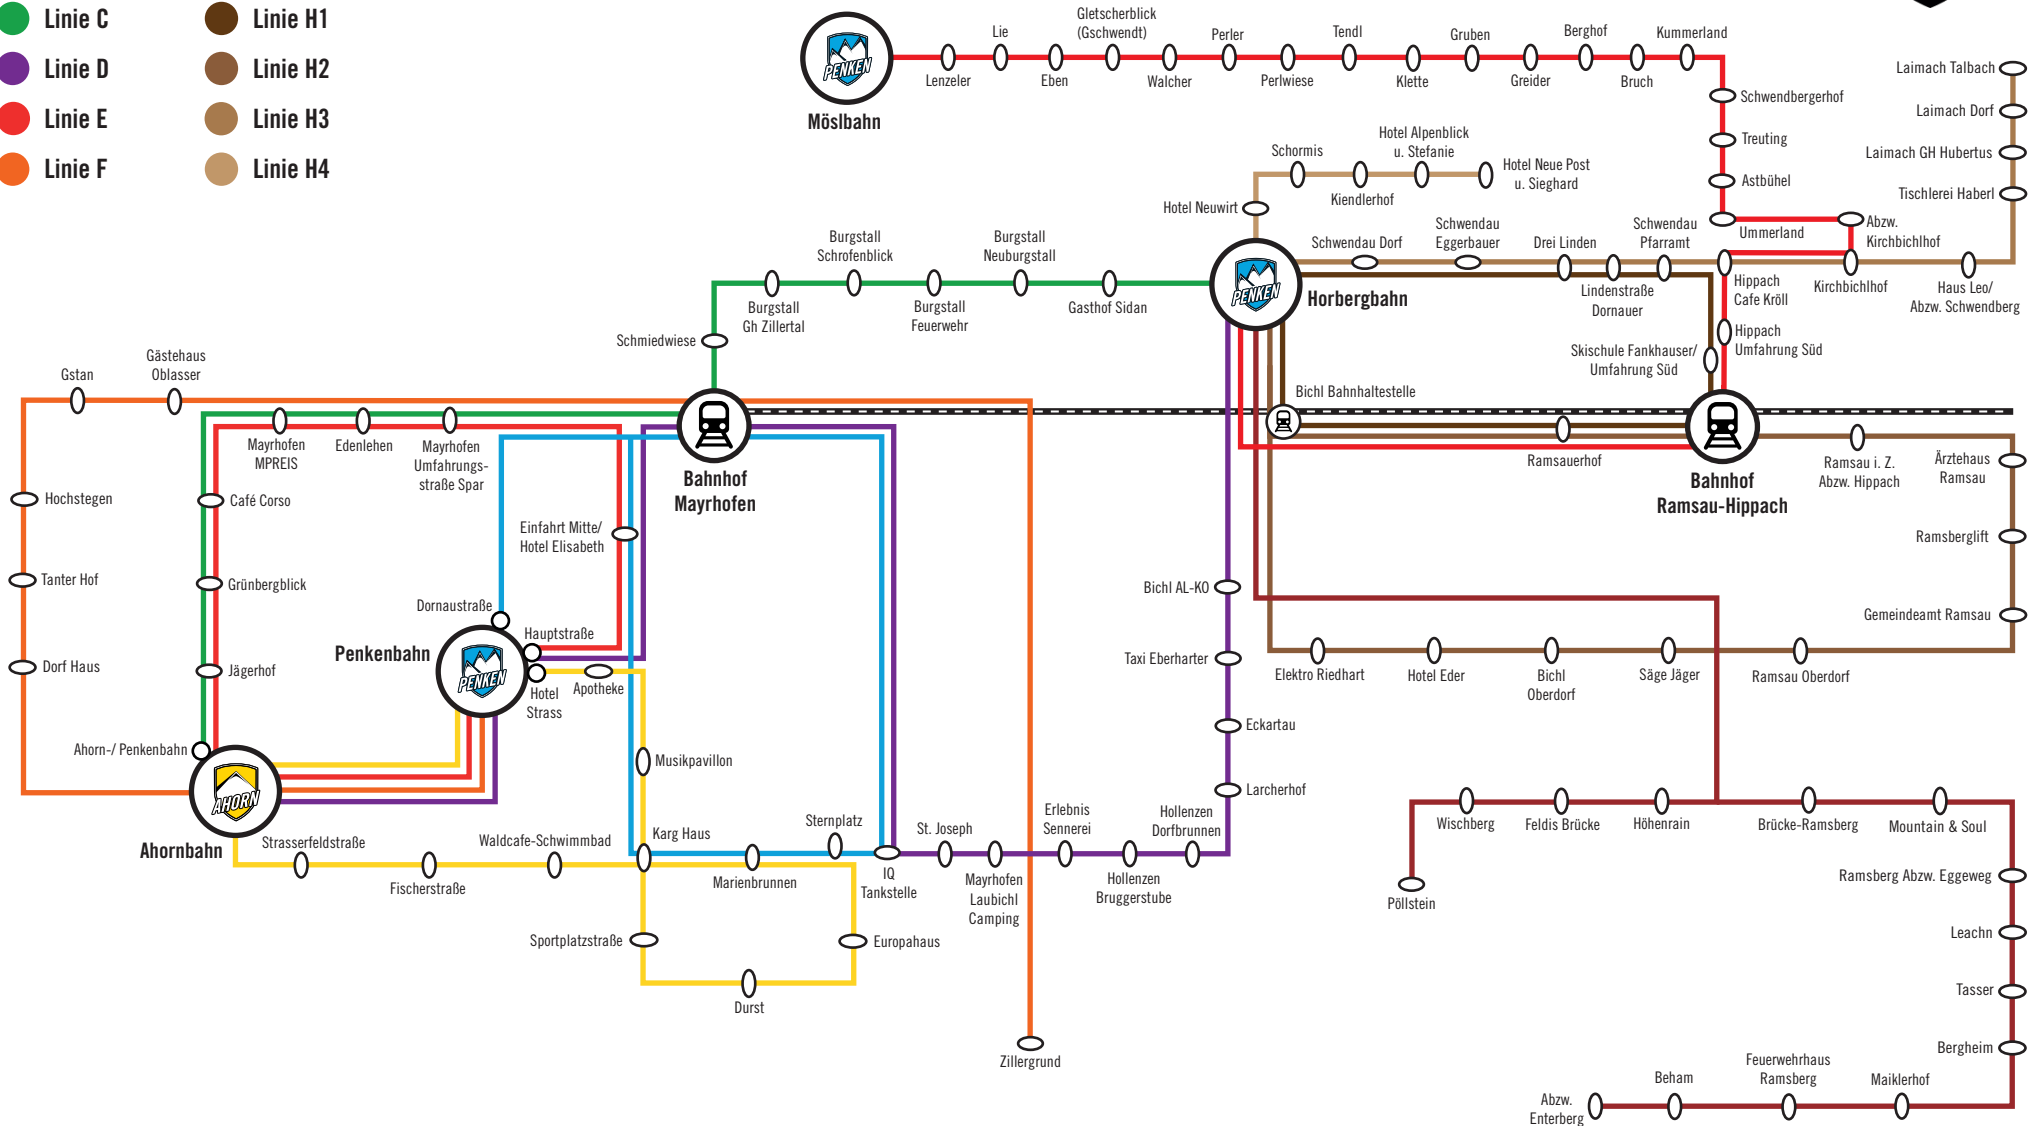 Linie C
Linie H1
Linie D
Linie H2
Linie E
Linie H3
Linie F
Linie H4
PENKEN
Möslbahn
Lenzeler
Lie
Eben
Gletscherblick
(Gschwendt)
Walcher
Perler
Perlwiese
Tendl
Klette
Gruben
Greider
Berghof
Bruch
Kummerland
Schwendbergerhof
Treuting
Astbühel
Ummerland
Abzw.
Kirchbichlhof
Laimach Talbach
Laimach Dorf
Laimach GH Hubertus
Tischlerei Haberl
Schormis
Kiendlerhof
Hotel Alpenblick
u. Stefanie
Hotel Neue Post
u. Sieghard
Hotel Neuwirt
PENKEN
Horbergbahn
Schwendau Dorf
Schwendau
Eggerbauer
Drei Linden
Lindenstraße
Dornauer
Schwendau
Pfarramt
Hippach
Cafe Kröll
Kirchbichlhof
Haus Leo/
Abzw. Schwendberg
Hippach
Umfahrung Süd
Skischule Fankhauser/
Umfahrung Süd
Burgstall
Schrofenblick
Burgstall
Neuburgstall
Burgstall
Gh Zillertal
Burgstall
Feuerwehr
Gasthof Sidan
Schmiedwiese
Gstan
Gästehaus
Oblasser
Mayrhofen
MPREIS
Edenlehen
Mayrhofen
Umfahrungs-
straße Spar
Bahnhof
Mayrhofen
Bichl Bahnhaltestelle
Ramsauerhof
Bahnhof
Ramsau-Hippach
Ramsau i. Z.
Abzw. Hippach
Ärztehaus
Ramsau
Ramsberglift
Gemeindeamt Ramsau
Hochstegen
Café Corso
Einfahrt Mitte/
Hotel Elisabeth
Tanter Hof
Grünbergblick
Dornaustraße
Hauptstraße
Penkenbahn
PENKEN
Hotel
Strass
Apotheke
Dorf Haus
Jägerhof
Ahorn-/ Penkenbahn
AHORN
Ahornbahn
Musikpavillon
Bichl AL-KO
Taxi Eberharter
Eckartau
Larcherhof
Elektro Riedhart
Hotel Eder
Bichl
Oberdorf
Säge Jäger
Ramsau Oberdorf
Strasserfeldstraße
Fischerstraße
Waldcafe-Schwimmbad
Karg Haus
Marienbrunnen
Sternplatz
IQ
Tankstelle
St. Joseph
Mayrhofen
Laubichl
Camping
Erlebnis
Sennerei
Hollenzen
Bruggerstube
Hollenzen
Dorfbrunnen
Sportplatzstraße
Europahaus
Durst
Zillergrund
Wischberg
Feldis Brücke
Höhenrain
Brücke-Ramsberg
Mountain & Soul
Pöllstein
Ramsberg Abzw. Eggeweg
Leachn
Tasser
Bergheim
Maiklerhof
Feuerwehrhaus
Ramsberg
Beham
Abzw.
Enterberg